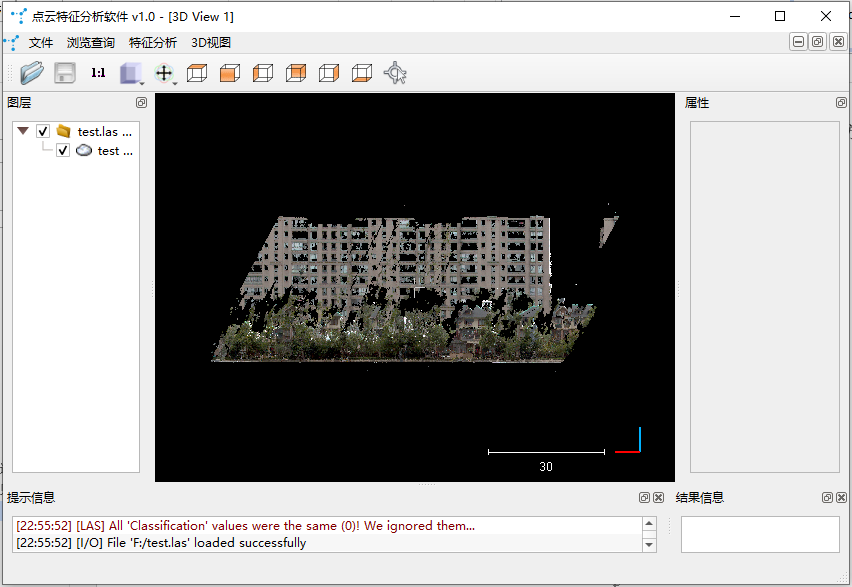 点云特征分析软件 v1.0 - [3D View 1]
文件 浏览查询 特征分析 3D视图
1:1
图层
属性
test.las ...
test ...
30
提示信息
结果信息
[22:55:52] [LAS] All 'Classification' values were the same (0)! We ignored them...
[22:55:52] [I/O] File 'F:/test.las' loaded successfully